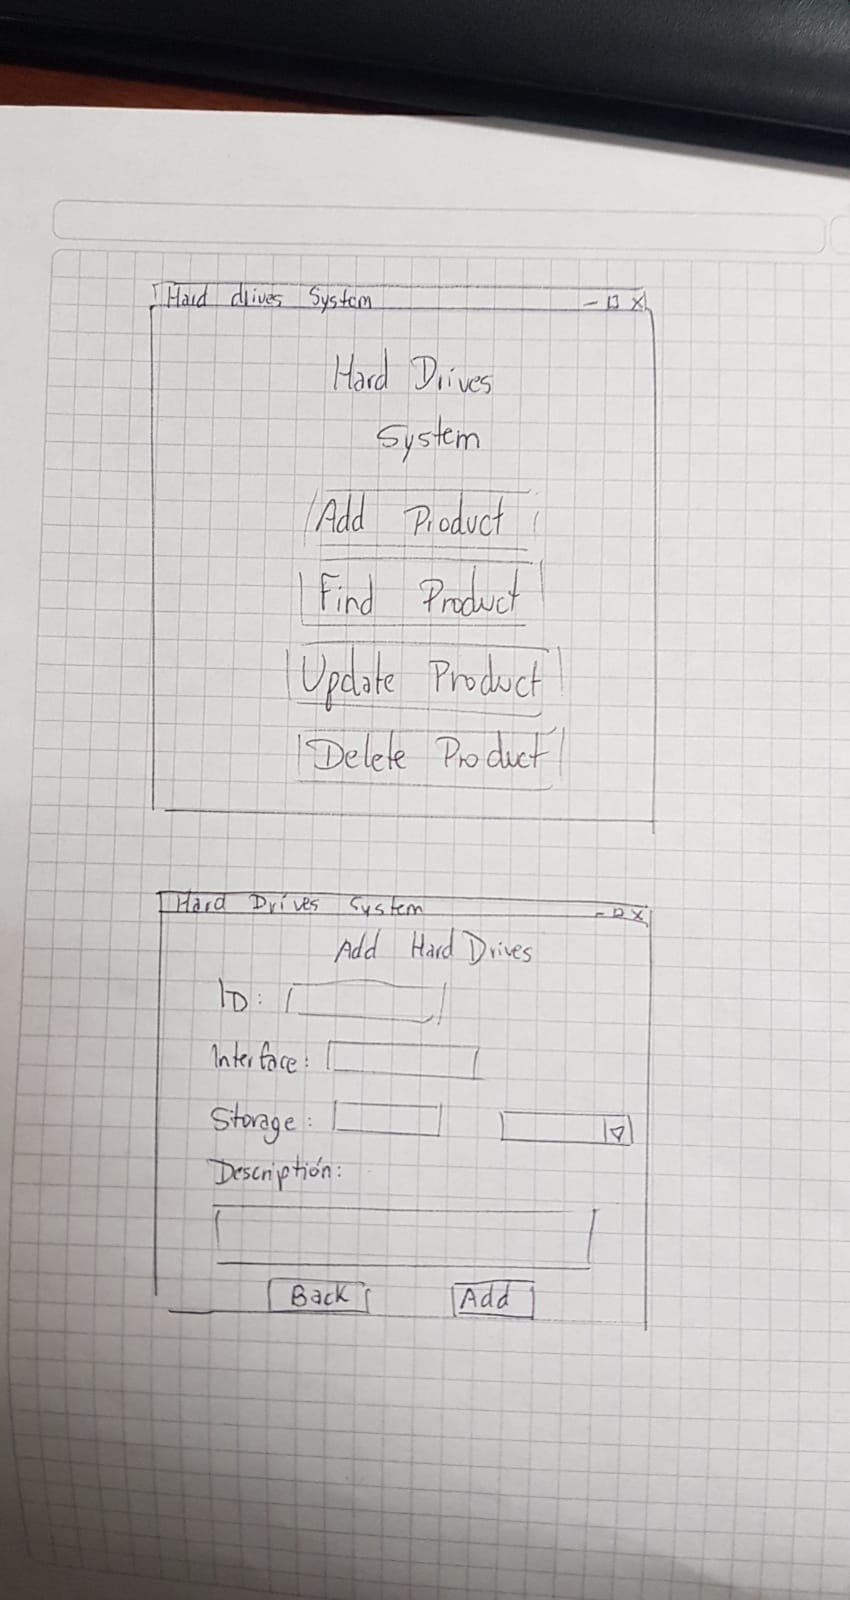 Hard drives System - □ X
Hard Drives
System
Add Product
Find Product
Update Product
Delete Product
Hard Drives System - □ X
Add Hard Drives
ID:
Interface:
Storage:
Descriptión:
Back Add